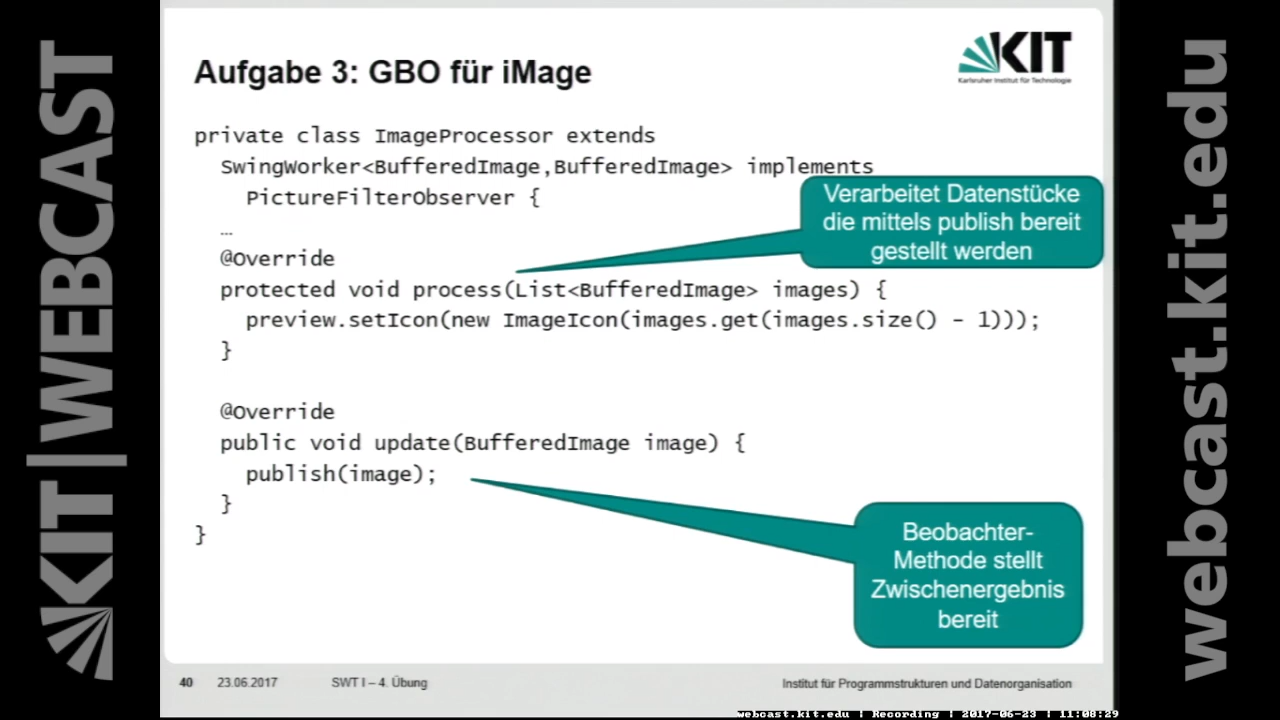 KIT|WEBCAST
Aufgabe 3: GBO für iMage
KIT
Karlsruher Institut für Technologie
private class ImageProcessor extends
SwingWorker<BufferedImage,BufferedImage> implements
PictureFilterObserver {
Verarbeitet Datenstücke
die mittels publish bereit
gestellt werden
…
@Override
protected void process(List<BufferedImage> images) {
preview.setIcon(new ImageIcon(images.get(images.size() - 1)));
}
@Override
public void update(BufferedImage image) {
publish(image);
}
}
Beobachter-
Methode stellt
Zwischenergebnis
bereit
40 23.06.2017 SWT I – 4. Übung Institut für Programmstrukturen und Datenorganisation
webcast.kit.edu
webcast.kit.edu | Recording | 2017-06-23 | 11:08:29